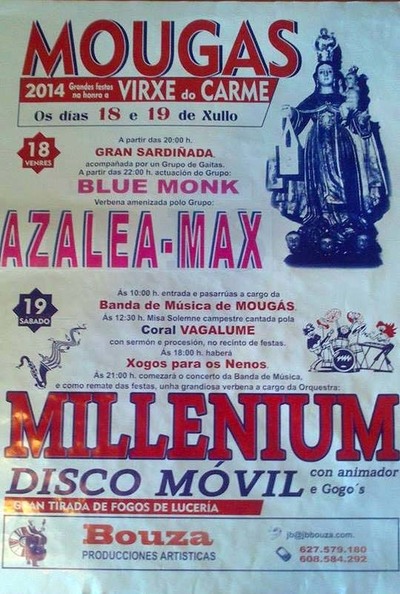 MOUGAS
2014 Grandes festas na honra a VIRXE do CARME
Os días 18 e 19 de Xullo
18
VENRES
A partir das 20:00 h.
GRAN SARDIÑADA,
acompañada por un Grupo de Gaitas.
A partir das 22:00 h. actuación do Grupo:
BLUE MONK
Verbena amenizada polo Grupo:
AZALEA-MAX
19
SÁBADO
Ás 10:00 h. entrada e pasarrúas a cargo da
Banda de Música de MOUGÁS.
Ás 12:30 h. Misa Solemne campestre cantada pola
Coral VAGALUME
con sermón e procesión, no recinto de festas.
Ás 18:00 h. haberá
Xogos para os Nenos.
Ás 21:00 h. comezará o concerto da Banda de Música,
e como remate das festas, unha grandiosa verbena a cargo da Orquestra:
MILLENIUM
DISCO MÓVIL con animador
e Gogo´s
GRAN TIRADA DE FOGOS DE LUCERÍA
Bouza
PRODUCCIONES ARTISTICAS
jb@jbbouza.com
627.579.180
608.584.292